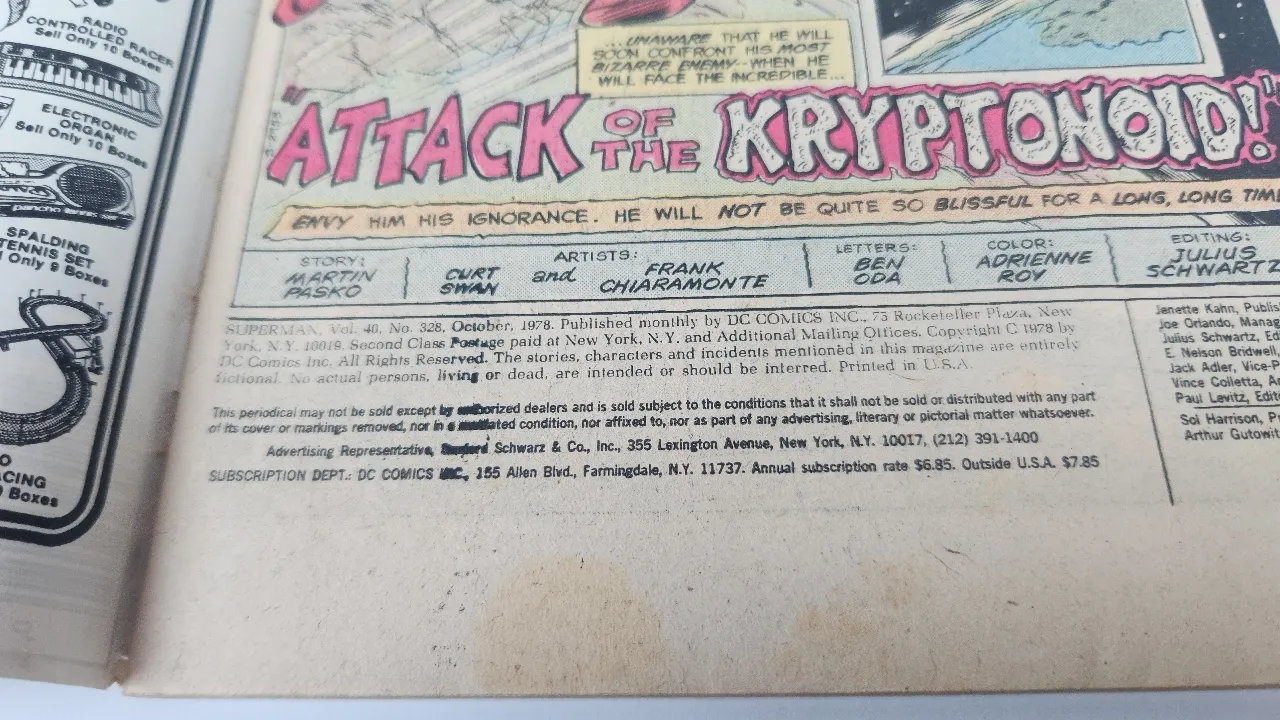 RADIO
CONTROLLED RACER
Sell Only 10 Boxes
ELECTRONIC
ORGAN
Sell Only 10 Boxes
SPALDING
TENNIS SET
Only 9 Boxes
CING
Boxes
...UNAWARE THAT HE WILL
SOON CONFRONT HIS MOST
BIZARRE ENEMY--WHEN HE
WILL FACE THE INCREDIBLE...
"ATTACK OF THE KRYPTONOID!"
ENVY HIM HIS IGNORANCE. HE WILL NOT BE QUITE SO BLISSFUL FOR A LONG, LONG TIM
STORY:
MARTIN
PASKO
ARTISTS:
CURT
SWAN
and
FRANK
CHIARAMONTE
LETTERS:
BEN
ODA
COLOR:
ADRIENNE
ROY
EDITING:
JULIUS
SCHWARTZ
SUPERMAN, Vol. 40, No. 328, October, 1978. Published monthly by DC COMICS INC., 75 Rockefeller Plaza, New
York, N.Y. 10019. Second Class Postage paid at New York, N.Y. and Additional Mailing Offices. Copyright C 1978 by
DC Comics Inc. All Rights Reserved. The stories, characters and incidents mentioned in this magazine are entirely
fictional. No actual persons, living or dead, are intended or should be inferred. Printed in U.S.A.
This periodical may not be sold except by authorized dealers and is sold subject to the conditions that it shall not be sold or distributed with any part
of its cover or markings removed, nor in a mutilated condition, nor affixed to, nor as part of any advertising, literary or pictorial matter whatsoever.
Advertising Representative, Sanford Schwarz & Co., Inc., 355 Lexington Avenue, New York, N.Y. 10017, (212) 391-1400
SUBSCRIPTION DEPT.: DC COMICS INC., 155 Allen Blvd., Farmingdale, N.Y. 11737. Annual subscription rate $6.85. Outside U.S.A. $7.85
Jenette Kahn, Publis
Joe Orlando, Manag
Julius Schwartz, Ed
E. Nelson Bridwell,
Jack Adler, Vice-P
Vince Colletta, A
Paul Levitz, Edit
Sol Harrison, P
Arthur Gutowit